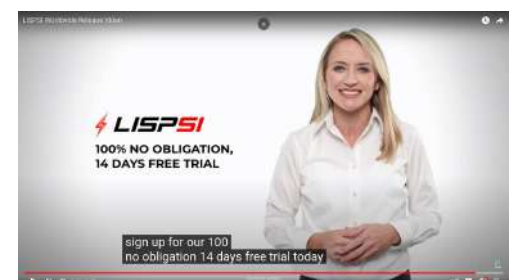 LISPSI Worldwide Release Video
LISPSI
100% NO OBLIGATION,
14 DAYS FREE TRIAL
sign up for our 100
no obligation 14 days free trial today